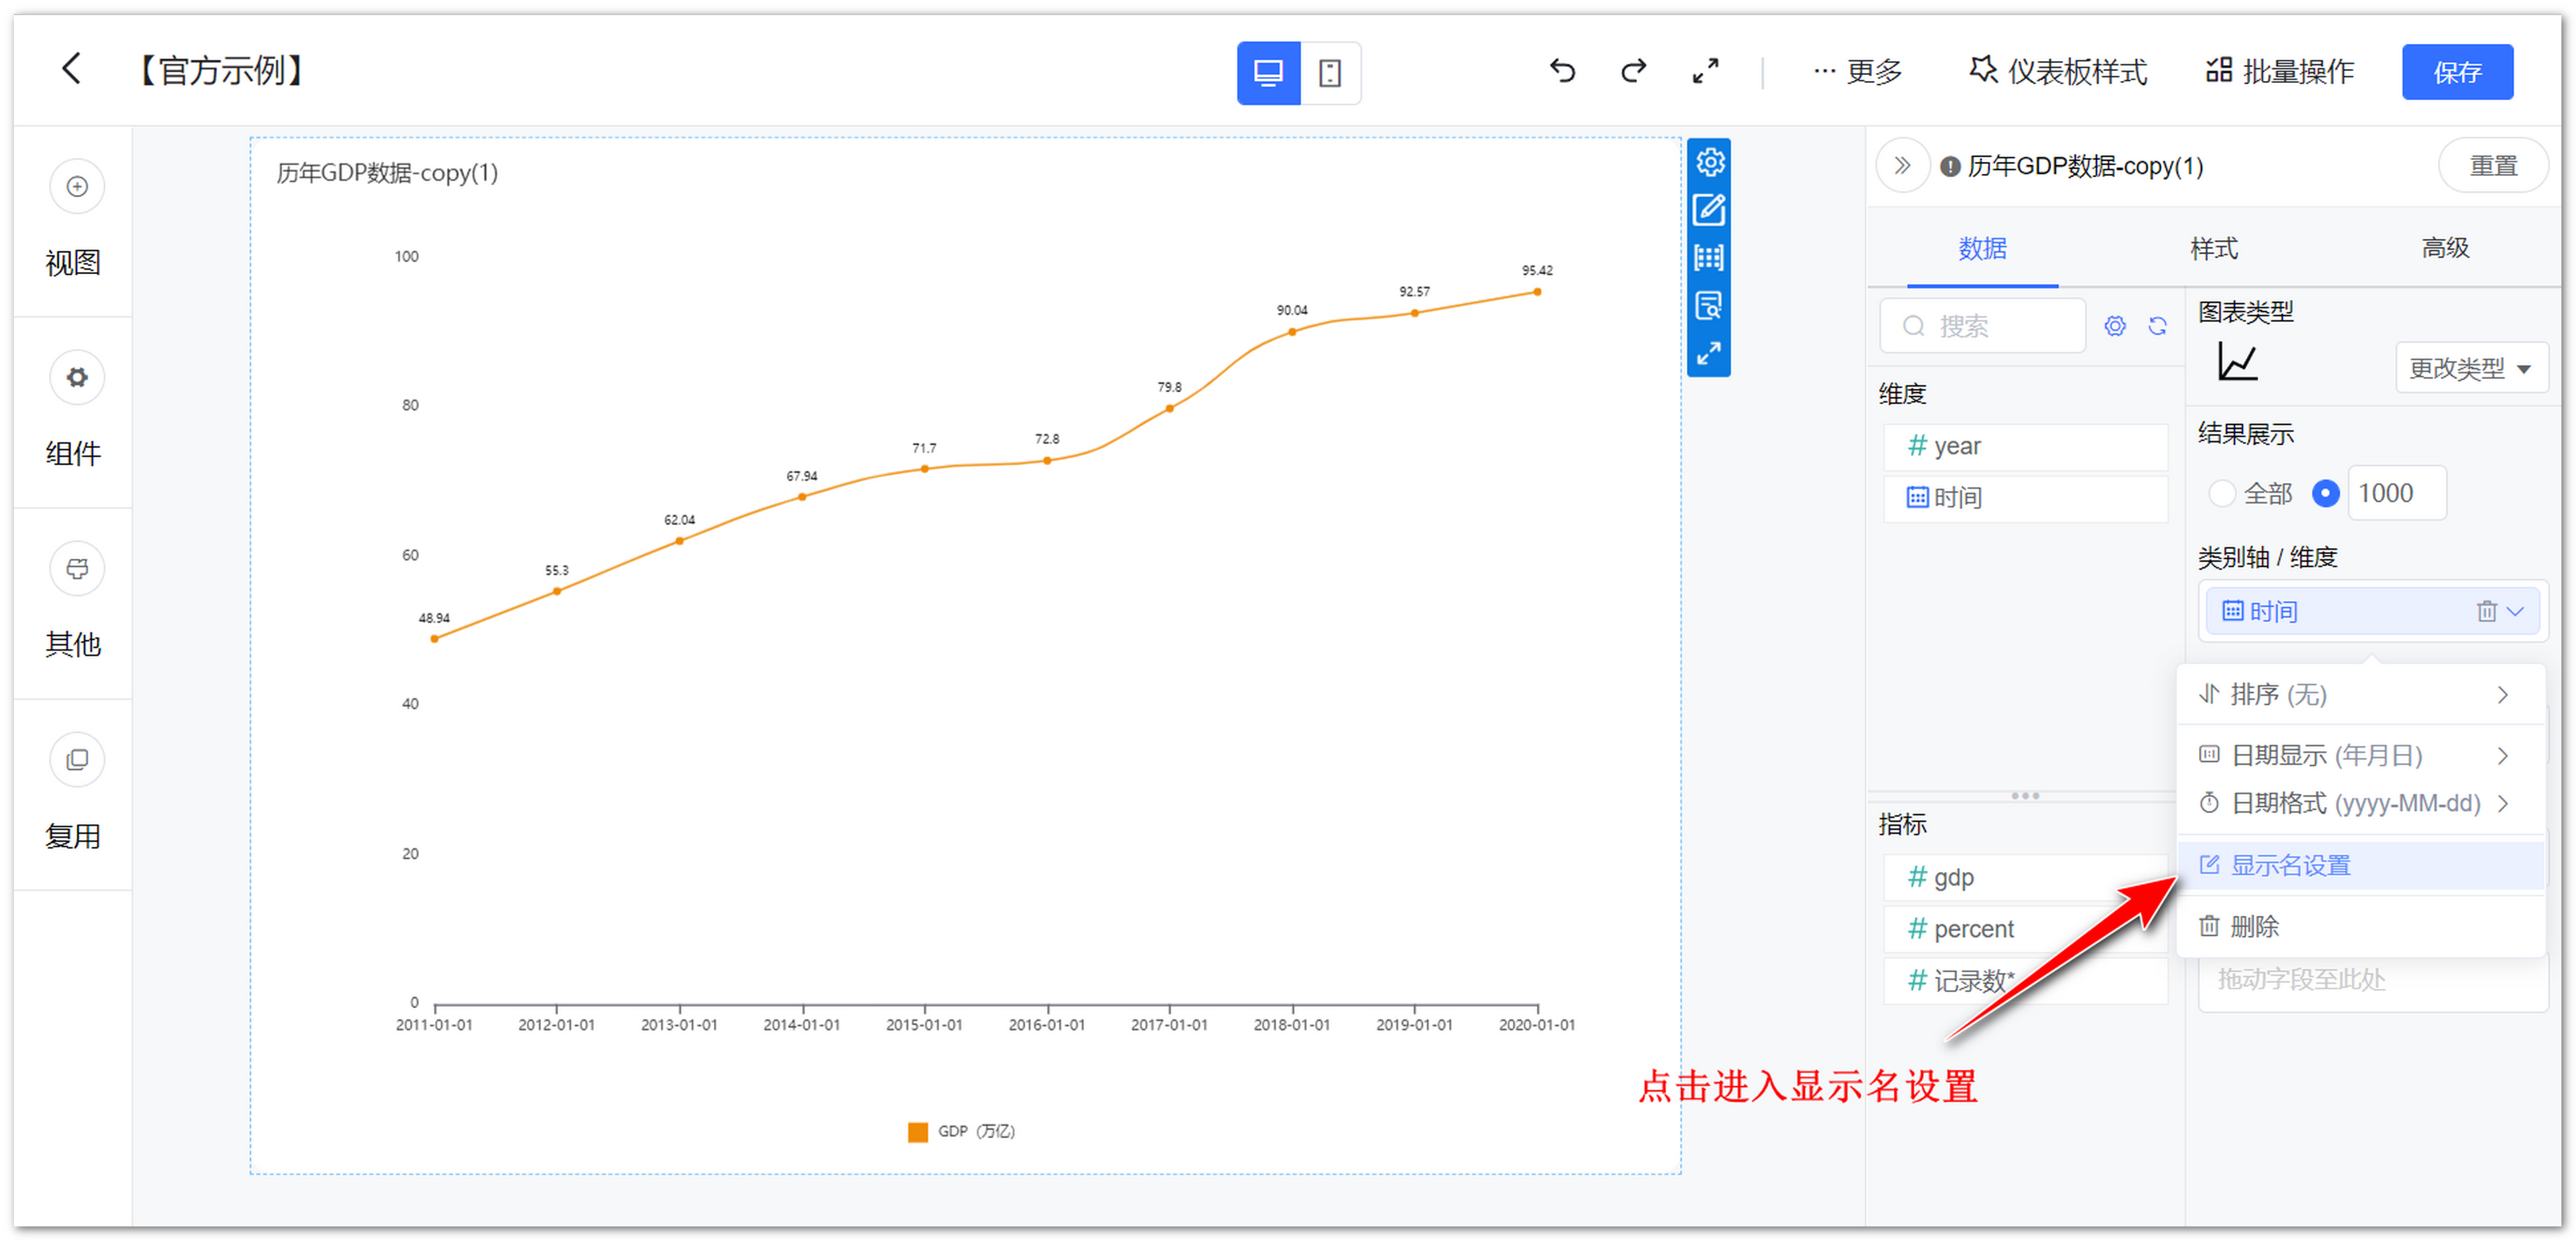 【官方示例】
更多
仪表板样式
批量操作
保存
视图
组件
其他
复用
历年GDP数据-copy(1)
100
80
60
40
20
0
48.94
55.3
62.04
67.94
71.7
72.8
79.8
90.04
92.57
95.42
2011-01-01
2012-01-01
2013-01-01
2014-01-01
2015-01-01
2016-01-01
2017-01-01
2018-01-01
2019-01-01
2020-01-01
GDP（万亿）
历年GDP数据-copy(1)
重置
数据
样式
高级
搜索
维度
# year
时间
指标
# gdp
# percent
# 记录数*
图表类型
更改类型
结果展示
全部
1000
类别轴 / 维度
时间
排序 (无)
日期显示 (年月日)
日期格式 (yyyy-MM-dd)
显示名设置
删除
拖动字段至此处
点击进入显示名设置